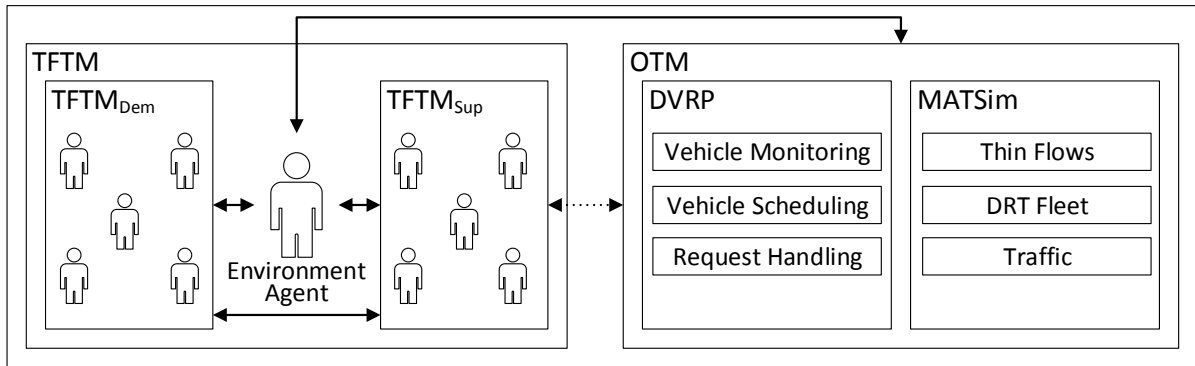 TFTM
TFTM_Dem
Environment
Agent
TFTM_Sup
OTM
DVRP
Vehicle Monitoring
Vehicle Scheduling
Request Handling
MATSim
Thin Flows
DRT Fleet
Traffic